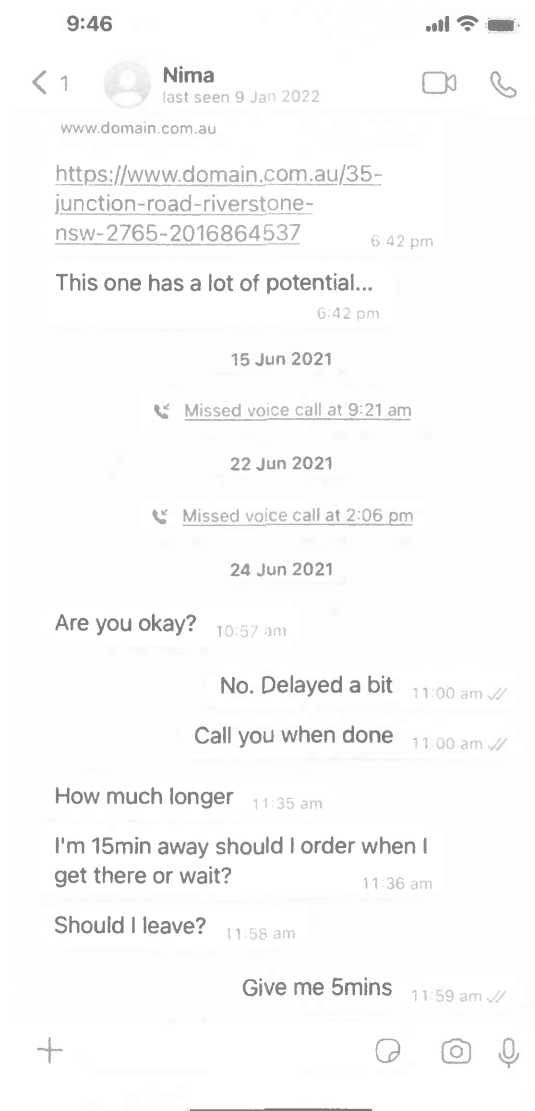 9:46
1
Nima
last seen 9 Jan 2022
www.domain.com.au
https://www.domain.com.au/35-
junction-road-riverstone-
nsw-2765-2016864537
6:42 pm
This one has a lot of potential...
6:42 pm
15 Jun 2021
Missed voice call at 9:21 am
22 Jun 2021
Missed voice call at 2:06 pm
24 Jun 2021
Are you okay? 10:57 am
No. Delayed a bit 11:00 am
Call you when done 11:00 am
How much longer 11:35 am
I'm 15min away should I order when I
get there or wait? 11:36 am
Should I leave? 11:58 am
Give me 5mins 11:59 am